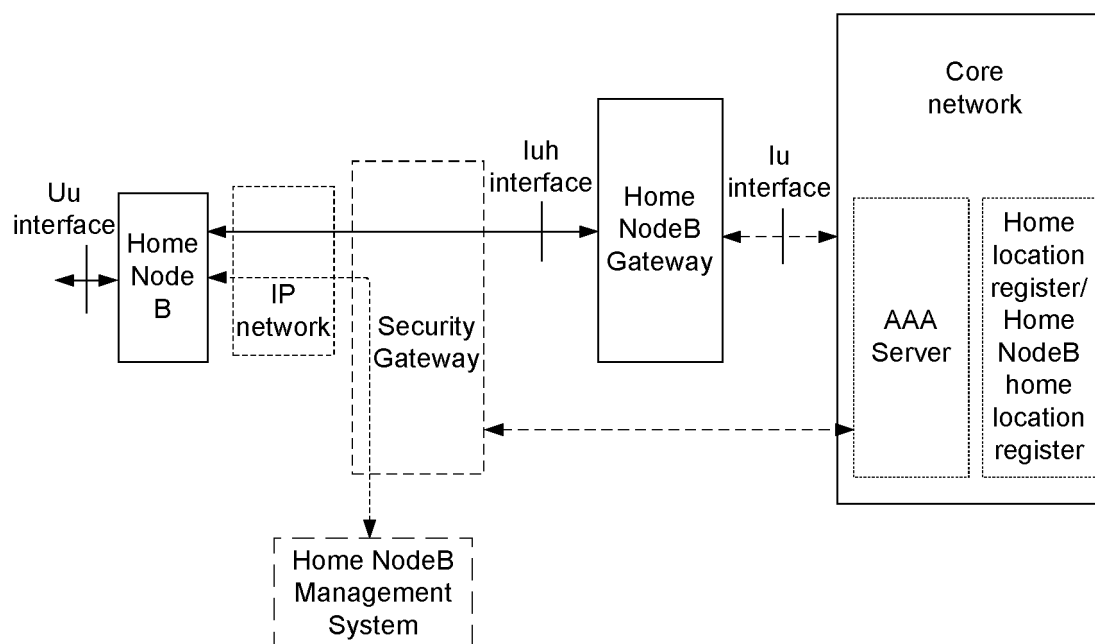 Uu
interface
Home
Node
B
IP
network
Security
Gateway
Iuh
interface
Home
NodeB
Gateway
Iu
interface
Core
network
AAA
Server
Home
location
register/
Home
NodeB
home
location
register
Home NodeB
Management
System